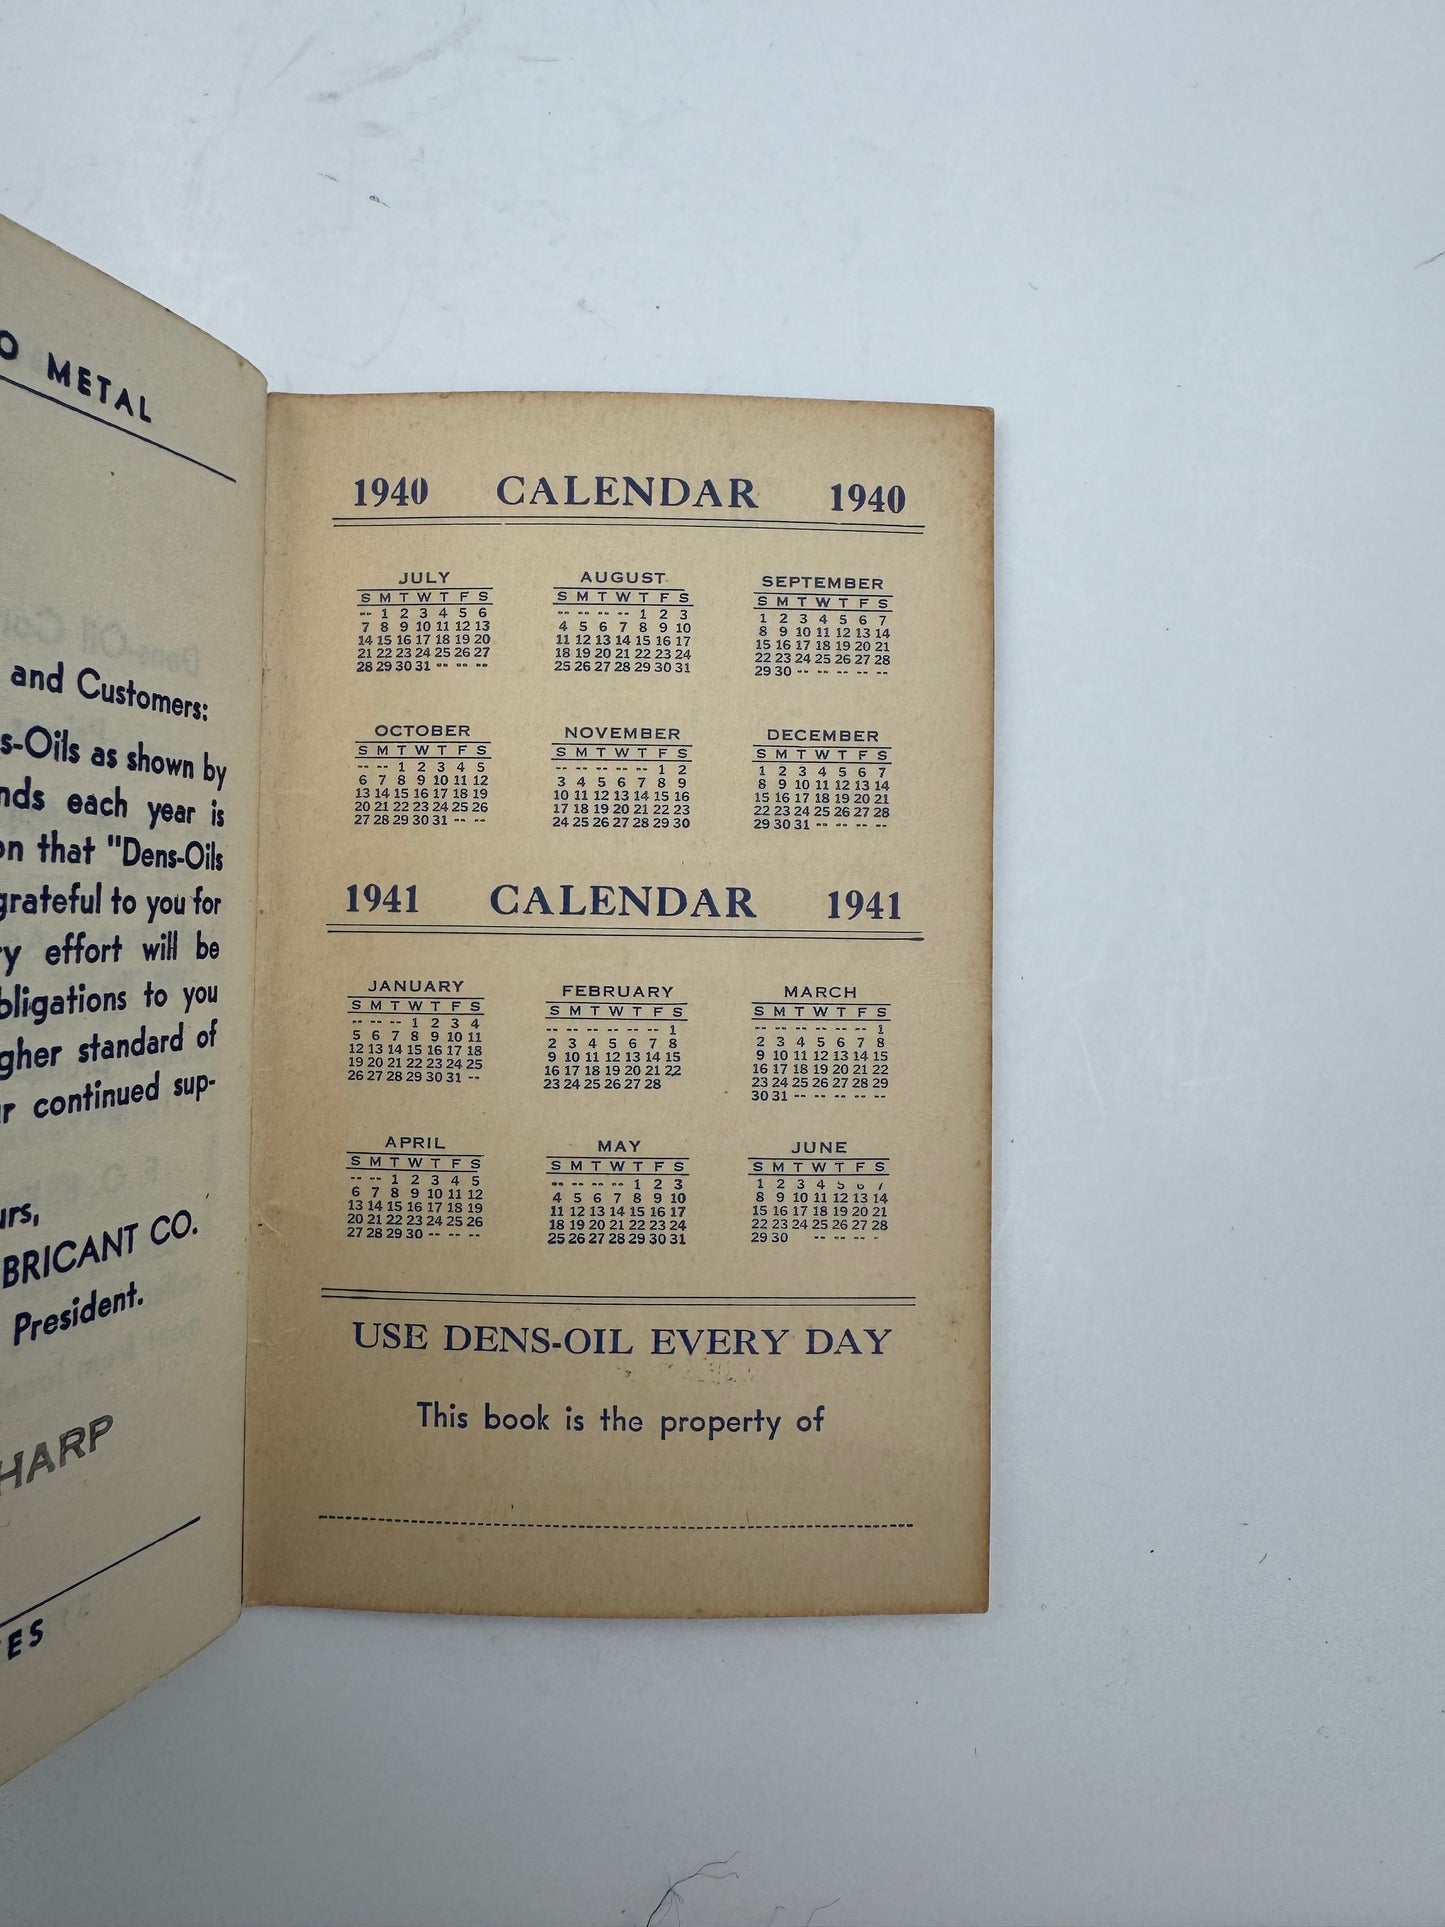 O METAL
and Customers:
s-Oils as shown by
nds each year is
on that "Dens-Oils
grateful to you for
ry effort will be
bligations to you
gher standard of
r continued sup-
urs,
BRICANT CO.
President.
HARP
ES
1940 CALENDAR 1940
JULY
S M T W T F S
-- 1 2 3 4 5 6
7 8 9 10 11 12 13
14 15 16 17 18 19 20
21 22 23 24 25 26 27
28 29 30 31 -- -- --
AUGUST
S M T W T F S
-- -- -- -- 1 2 3
4 5 6 7 8 9 10
11 12 13 14 15 16 17
18 19 20 21 22 23 24
25 26 27 28 29 30 31
SEPTEMBER
S M T W T F S
1 2 3 4 5 6 7
8 9 10 11 12 13 14
15 16 17 18 19 20 21
22 23 24 25 26 27 28
29 30 -- -- -- -- --
OCTOBER
S M T W T F S
-- -- 1 2 3 4 5
6 7 8 9 10 11 12
13 14 15 16 17 18 19
20 21 22 23 24 25 26
27 28 29 30 31 -- --
NOVEMBER
S M T W T F S
-- -- -- -- -- 1 2
3 4 5 6 7 8 9
10 11 12 13 14 15 16
17 18 19 20 21 22 23
24 25 26 27 28 29 30
DECEMBER
S M T W T F S
1 2 3 4 5 6 7
8 9 10 11 12 13 14
15 16 17 18 19 20 21
22 23 24 25 26 27 28
29 30 31 -- -- -- --
1941 CALENDAR 1941
JANUARY
S M T W T F S
-- -- -- 1 2 3 4
5 6 7 8 9 10 11
12 13 14 15 16 17 18
19 20 21 22 23 24 25
26 27 28 29 30 31 --
FEBRUARY
S M T W T F S
-- -- -- -- -- -- 1
2 3 4 5 6 7 8
9 10 11 12 13 14 15
16 17 18 19 20 21 22
23 24 25 26 27 28
MARCH
S M T W T F S
-- -- -- -- -- -- 1
2 3 4 5 6 7 8
9 10 11 12 13 14 15
16 17 18 19 20 21 22
23 24 25 26 27 28 29
30 31 -- -- -- -- --
APRIL
S M T W T F S
-- -- 1 2 3 4 5
6 7 8 9 10 11 12
13 14 15 16 17 18 19
20 21 22 23 24 25 26
27 28 29 30 -- -- --
MAY
S M T W T F S
-- -- -- -- 1 2 3
4 5 6 7 8 9 10
11 12 13 14 15 16 17
18 19 20 21 22 23 24
25 26 27 28 29 30 31
JUNE
S M T W T F S
1 2 3 4 5 6 7
8 9 10 11 12 13 14
15 16 17 18 19 20 21
22 23 24 25 26 27 28
29 30 -- -- -- -
USE DENS-OIL EVERY DAY
This book is the property of